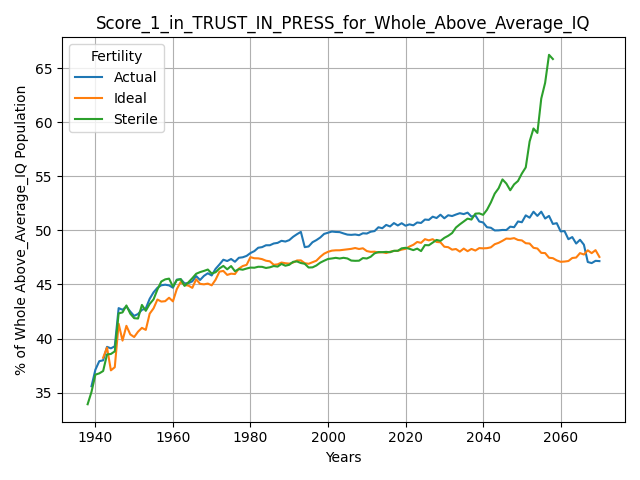 Score_1_in_TRUST_IN_PRESS_for_Whole_Above_Average_IQ
Fertility
Actual
Ideal
Sterile
% of Whole Above_Average_IQ Population
65
60
55
50
45
40
35
1940
1960
1980
2000
2020
2040
2060
Years